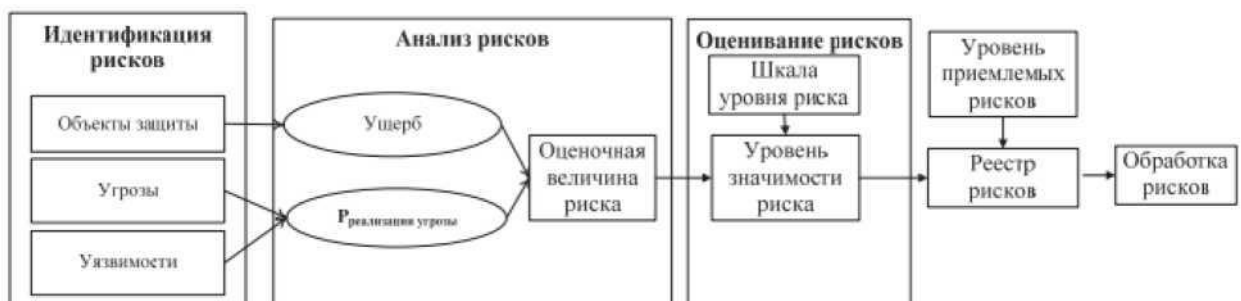 Идентификация
рисков
Объекты защиты
Угрозы
Уязвимости
Анализ рисков
Ущерб
Pреализации угрозы
Оценочная
величина
риска
Оценивание рисков
Шкала
уровня риска
Уровень
значимости
риска
Уровень
приемлемых
рисков
Реестр
рисков
Обработка
рисков